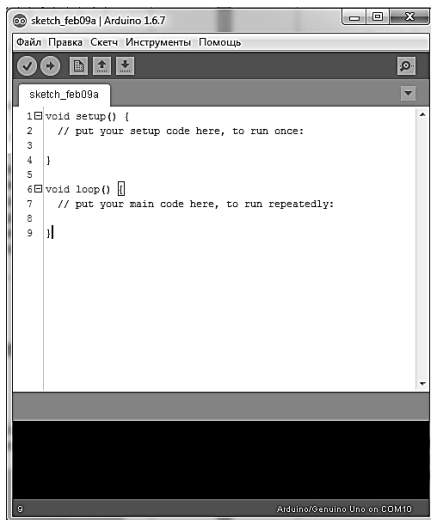 sketch_feb09a | Arduino 1.6.7
Файл Правка Скетч Инструменты Помощь
sketch_feb09a
1 void setup() {
2 // put your setup code here, to run once:
3
4 }
5
6 void loop() {
7 // put your main code here, to run repeatedly:
8
9 }
9 Arduino/Genuino Uno on COM10